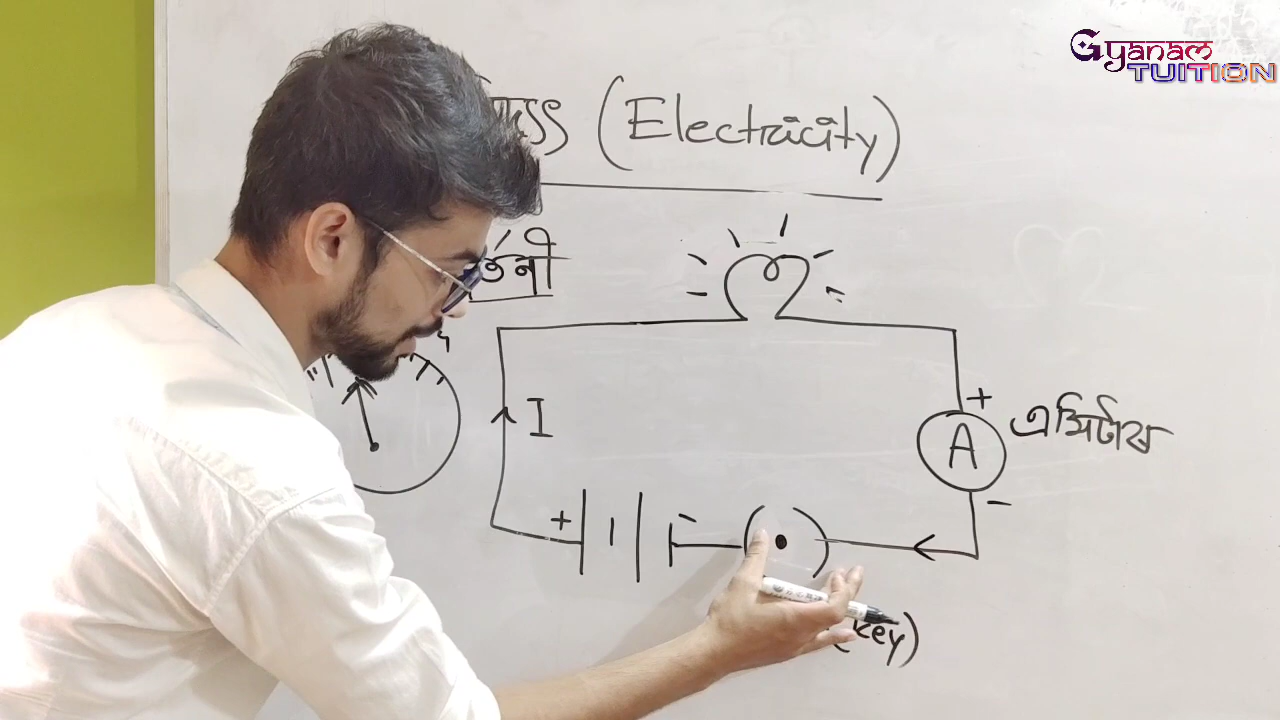 Gyanam
TUITION
(Electricity)
I
+
-
+
A
এমিটাৰ
-
(key)